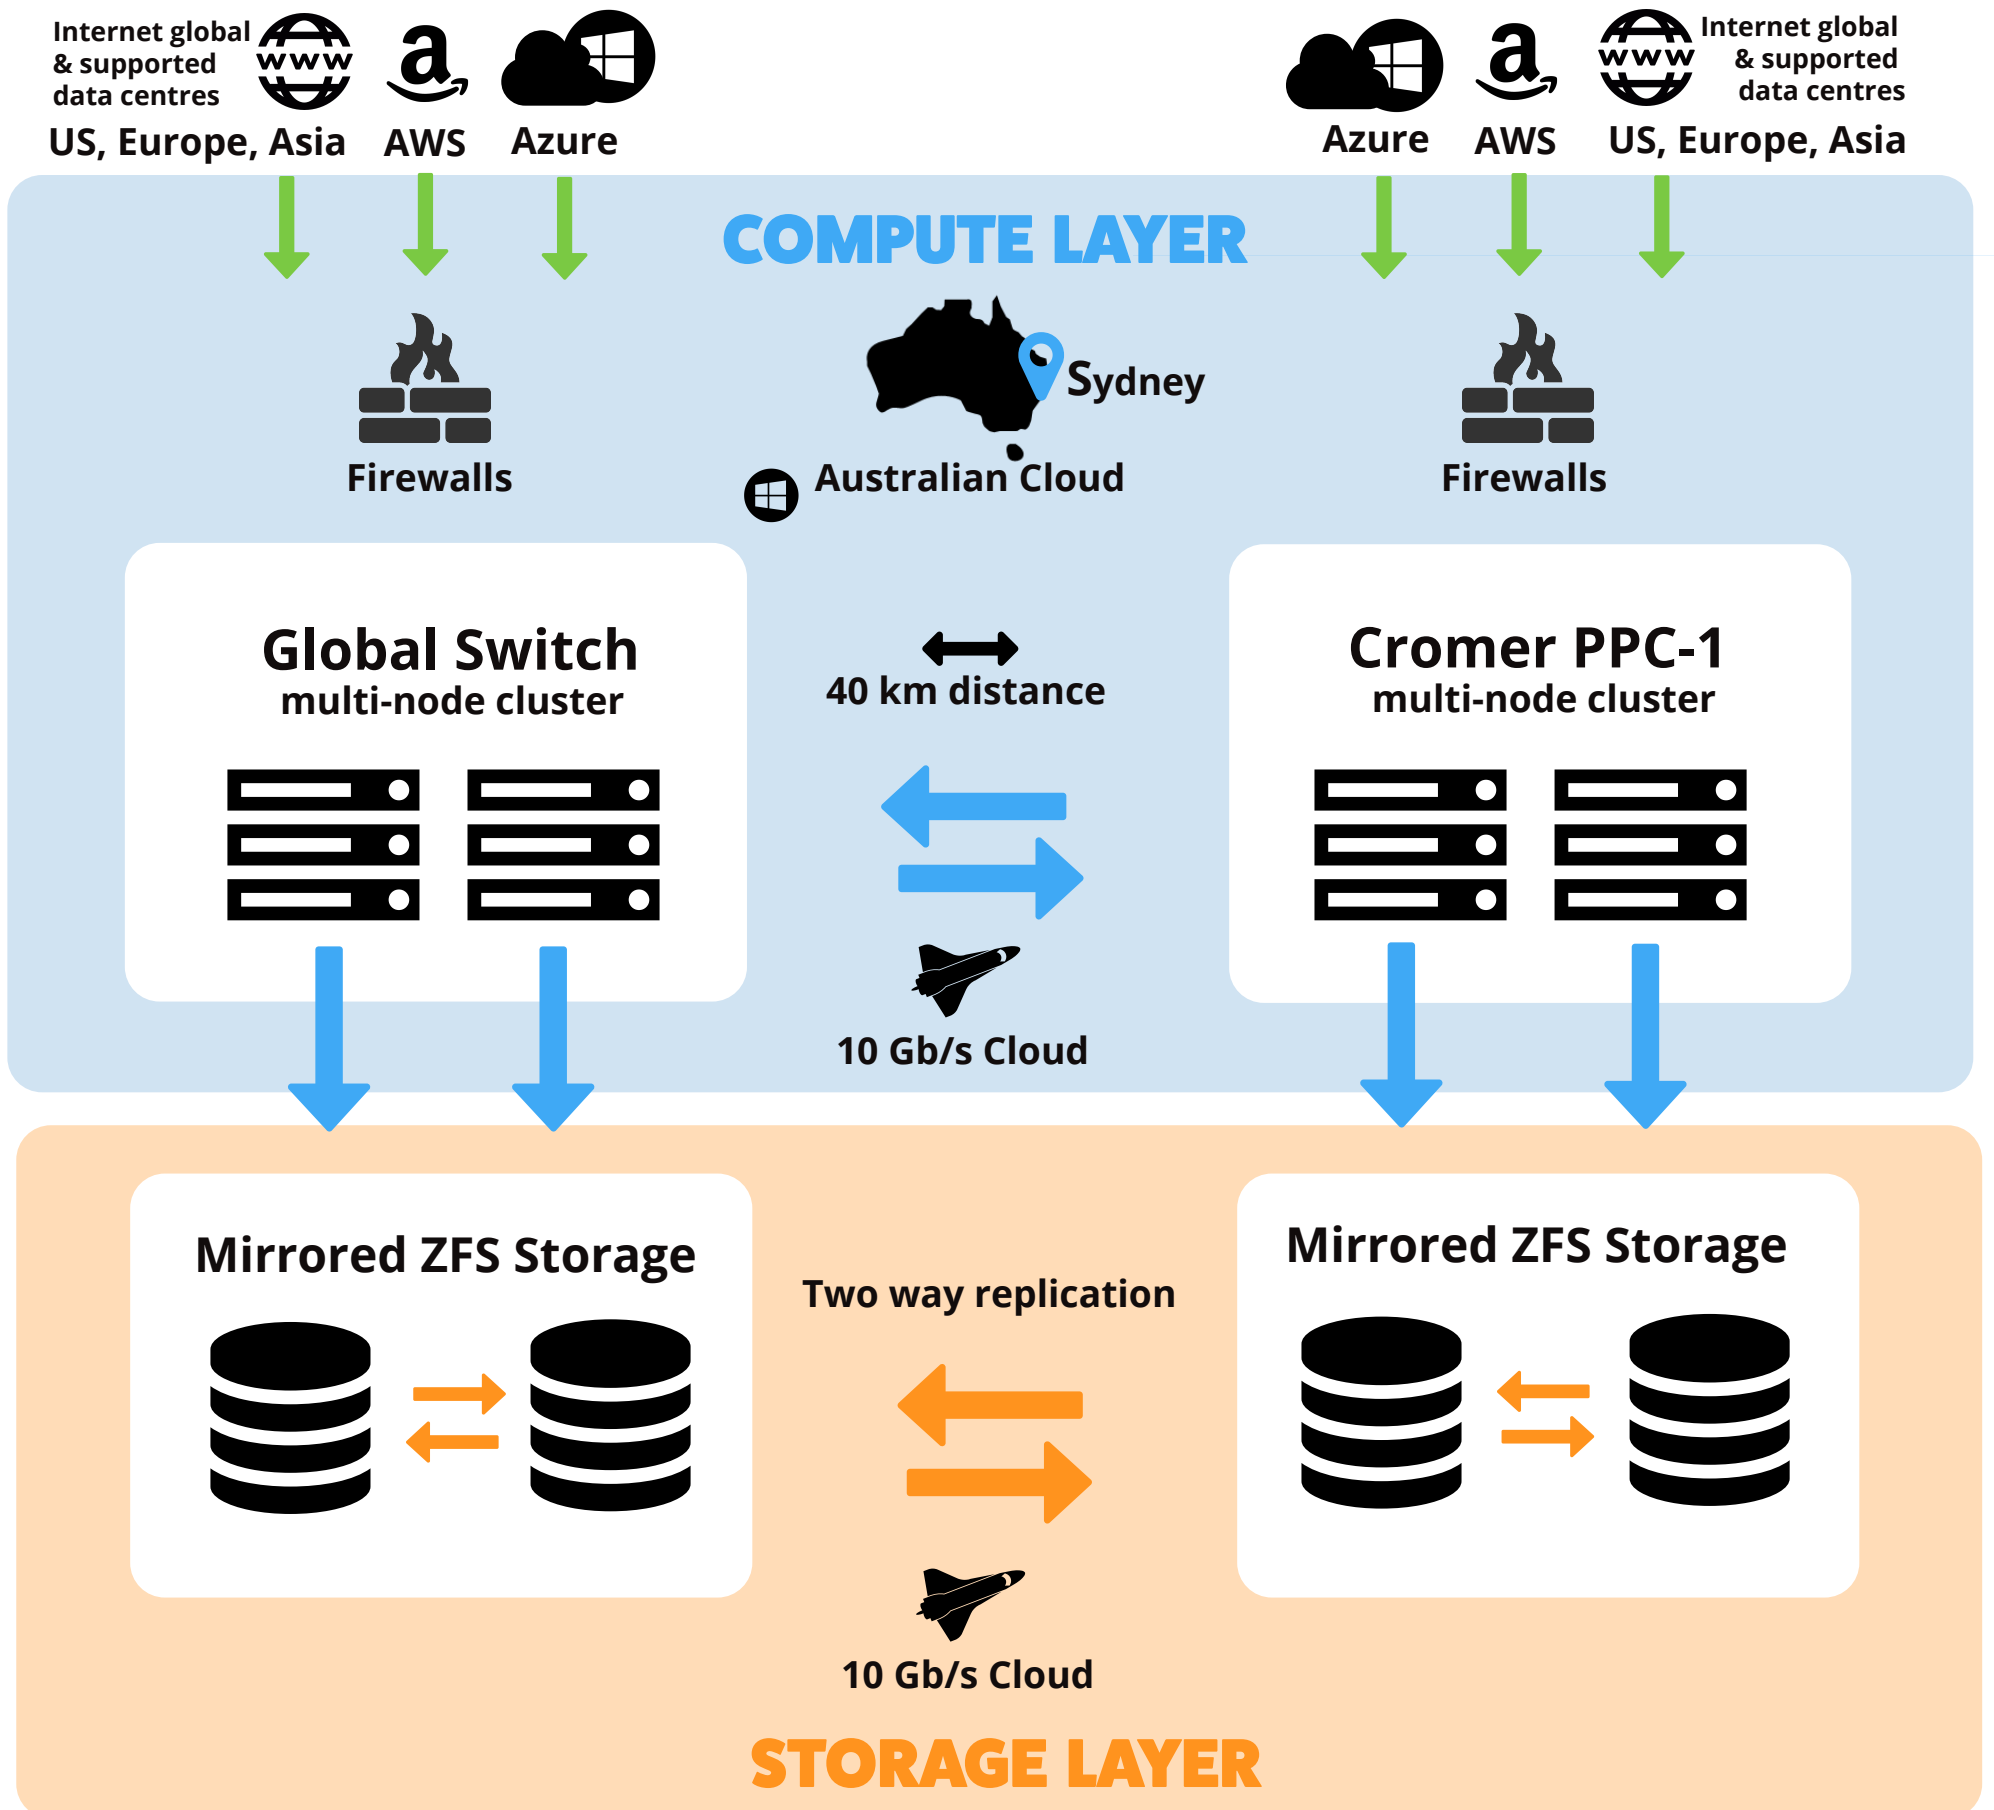 Internet global
& supported
data centres
www
US, Europe, Asia
a
AWS
Azure
Azure
a
AWS
www
Internet global
& supported
data centres
US, Europe, Asia
COMPUTE LAYER
Sydney
Firewalls
Australian Cloud
Firewalls
Global Switch
multi-node cluster
40 km distance
Cromer PPC-1
multi-node cluster
10 Gb/s Cloud
Mirrored ZFS Storage
Two way replication
Mirrored ZFS Storage
10 Gb/s Cloud
STORAGE LAYER